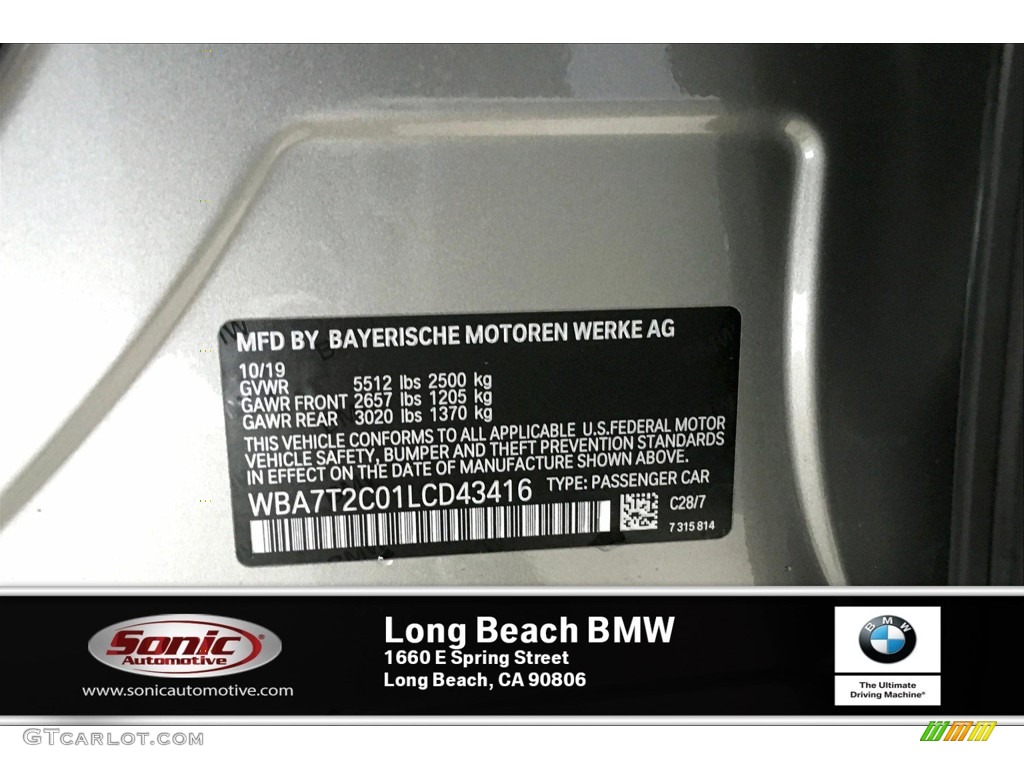 MFD BY BAYERISCHE MOTOREN WERKE AG
10/19
GVWR 5512 lbs 2500 kg
GAWR FRONT 2657 lbs 1205 kg
GAWR REAR 3020 lbs 1370 kg
THIS VEHICLE CONFORMS TO ALL APPLICABLE U.S.FEDERAL MOTOR
VEHICLE SAFETY, BUMPER AND THEFT PREVENTION STANDARDS
IN EFFECT ON THE DATE OF MANUFACTURE SHOWN ABOVE.
WBA7T2C01LCD43416 TYPE: PASSENGER CAR
C28/7
7 315 814
Sonic
Automotive
www.sonicautomotive.com
Long Beach BMW
1660 E Spring Street
Long Beach, CA 90806
BMW
The Ultimate
Driving Machine®
GTcarlot.com